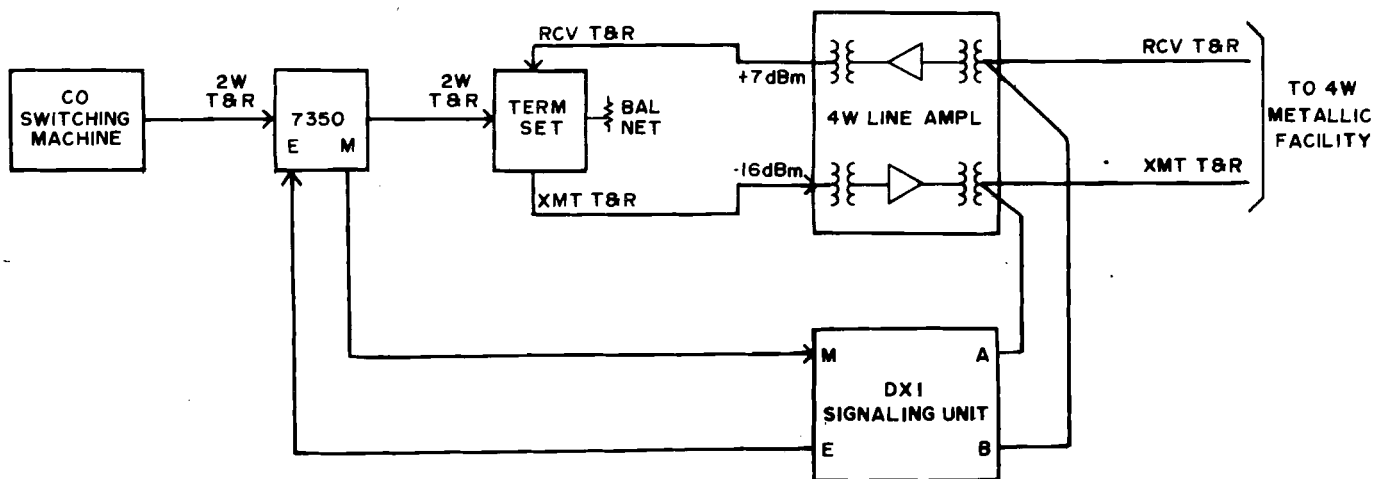 CO
SWITCHING
MACHINE
2W
T&R
7350
E M
2W
T&R
TERM
SET
BAL
NET
RCV T&R
XMT T&R
+7dBm
-16dBm
4W LINE AMPL
RCV T&R
XMT T&R
TO 4W
METALLIC
FACILITY
M A
DX1
SIGNALING UNIT
E B